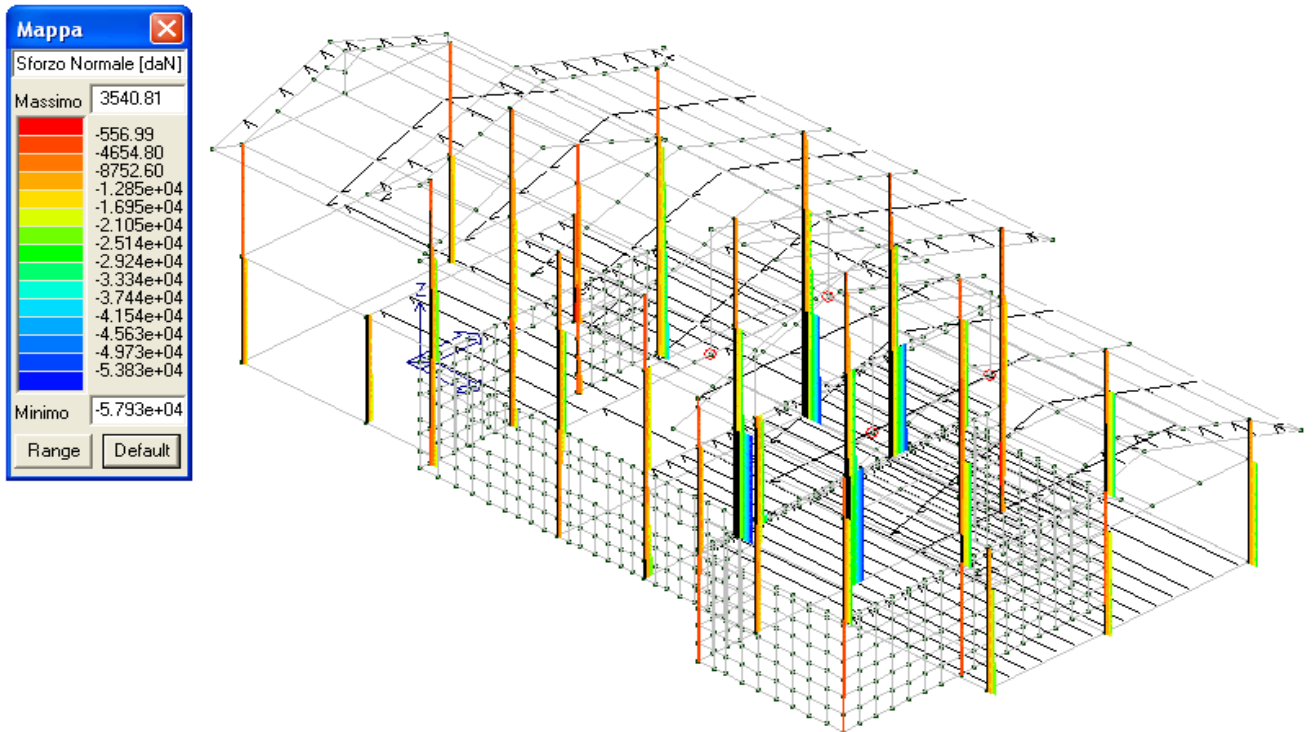 Mappa
Sforzo Normale [daN]
Massimo 3540.81
-556.99
-4654.80
-8752.60
-1.285e+04
-1.695e+04
-2.105e+04
-2.514e+04
-2.924e+04
-3.334e+04
-3.744e+04
-4.154e+04
-4.563e+04
-4.973e+04
-5.383e+04
Minimo -5.793e+04
Range Default
Z